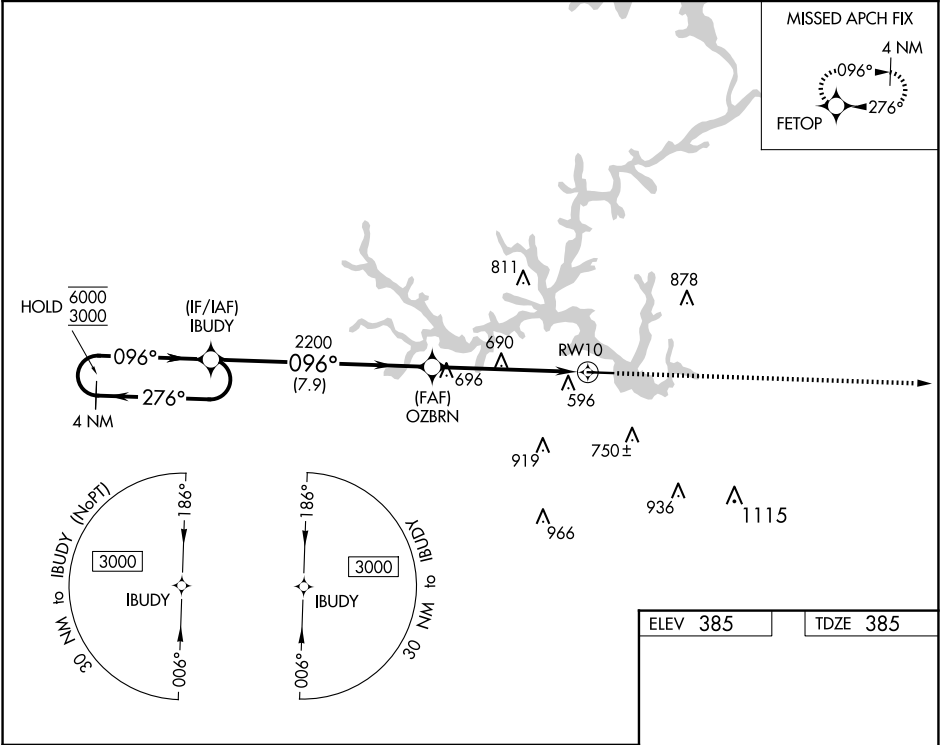 MISSED APCH FIX
4 NM
096°
276°
FETOP
811
878
HOLD 6000
3000
(IF/IAF)
IBUDY
2200
096°
096°
(7.9)
690
RW10
696
596
276°
4 NM
(FAF)
OZBRN
919
750±
936
1115
966
30 NM to IBUDY (NoPT)
186°
3000
IBUDY
006°
186°
3000
IBUDY
006°
30 NM to IBUDY
ELEV 385
TDZE 385